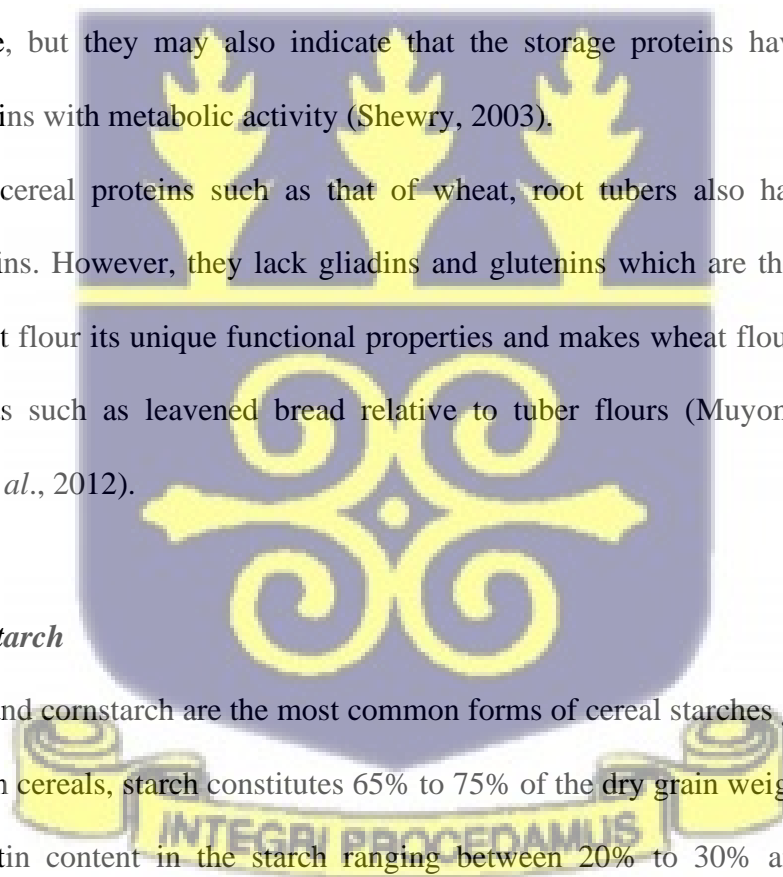 e, but they may also indicate that the storage proteins hav
ins with metabolic activity (Shewry, 2003).
cereal proteins such as that of wheat, root tubers also ha
ins. However, they lack gliadins and glutenins which are th
t flour its unique functional properties and makes wheat flou
s such as leavened bread relative to tuber flours (Muyon
al., 2012).
tarch
nd cornstarch are the most common forms of cereal starches
n cereals, starch constitutes 65% to 75% of the dry grain weig
INTEGRI PROCEDAMUS
tin content in the starch ranging between 20% to 30% a